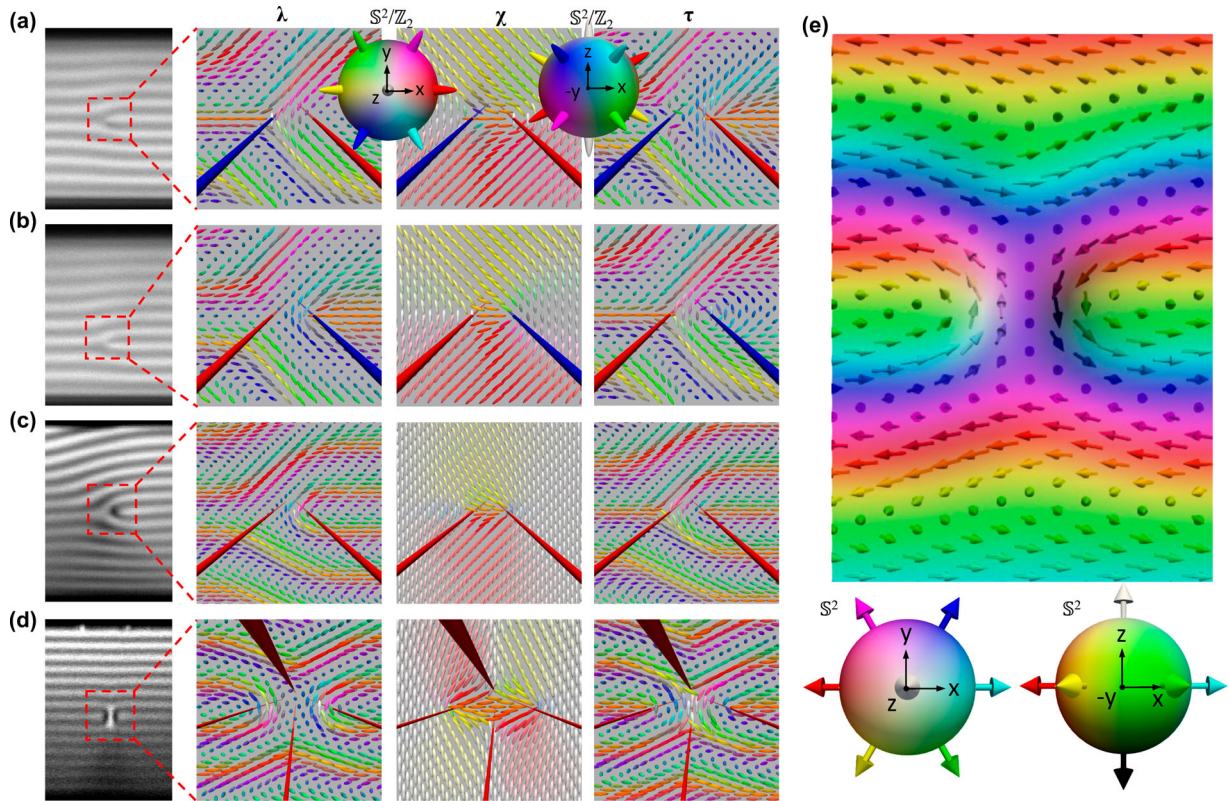 (a) λ 𝕊²/ℤ₂ χ 𝕊²/ℤ₂ τ (e)
y
z x
z
-y x
(b)
(c)
(d)
𝕊² 𝕊²
y
z x
z
-y x